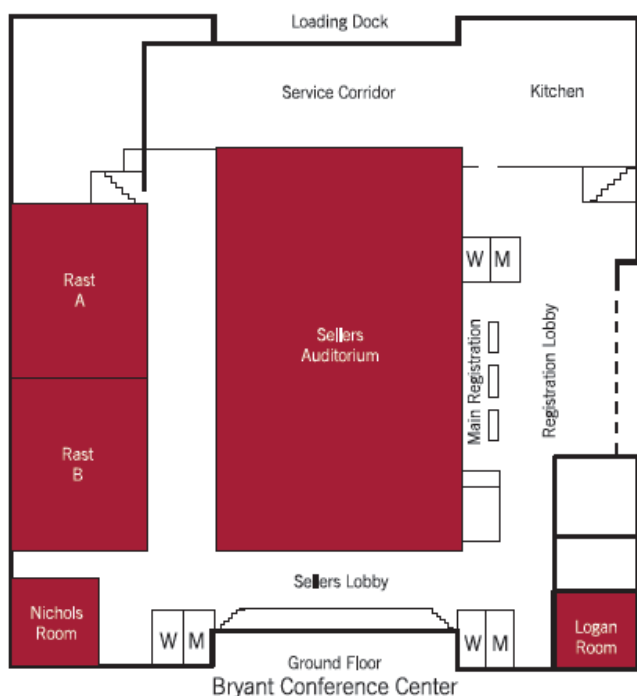 Loading Dock
Service Corridor
Kitchen
W M
Rast
A
Sellers
Auditorium
Main Registration
Registration Lobby
Rast
B
Sellers Lobby
Nichols
Room
W M
W M
Logan
Room
Ground Floor
Bryant Conference Center